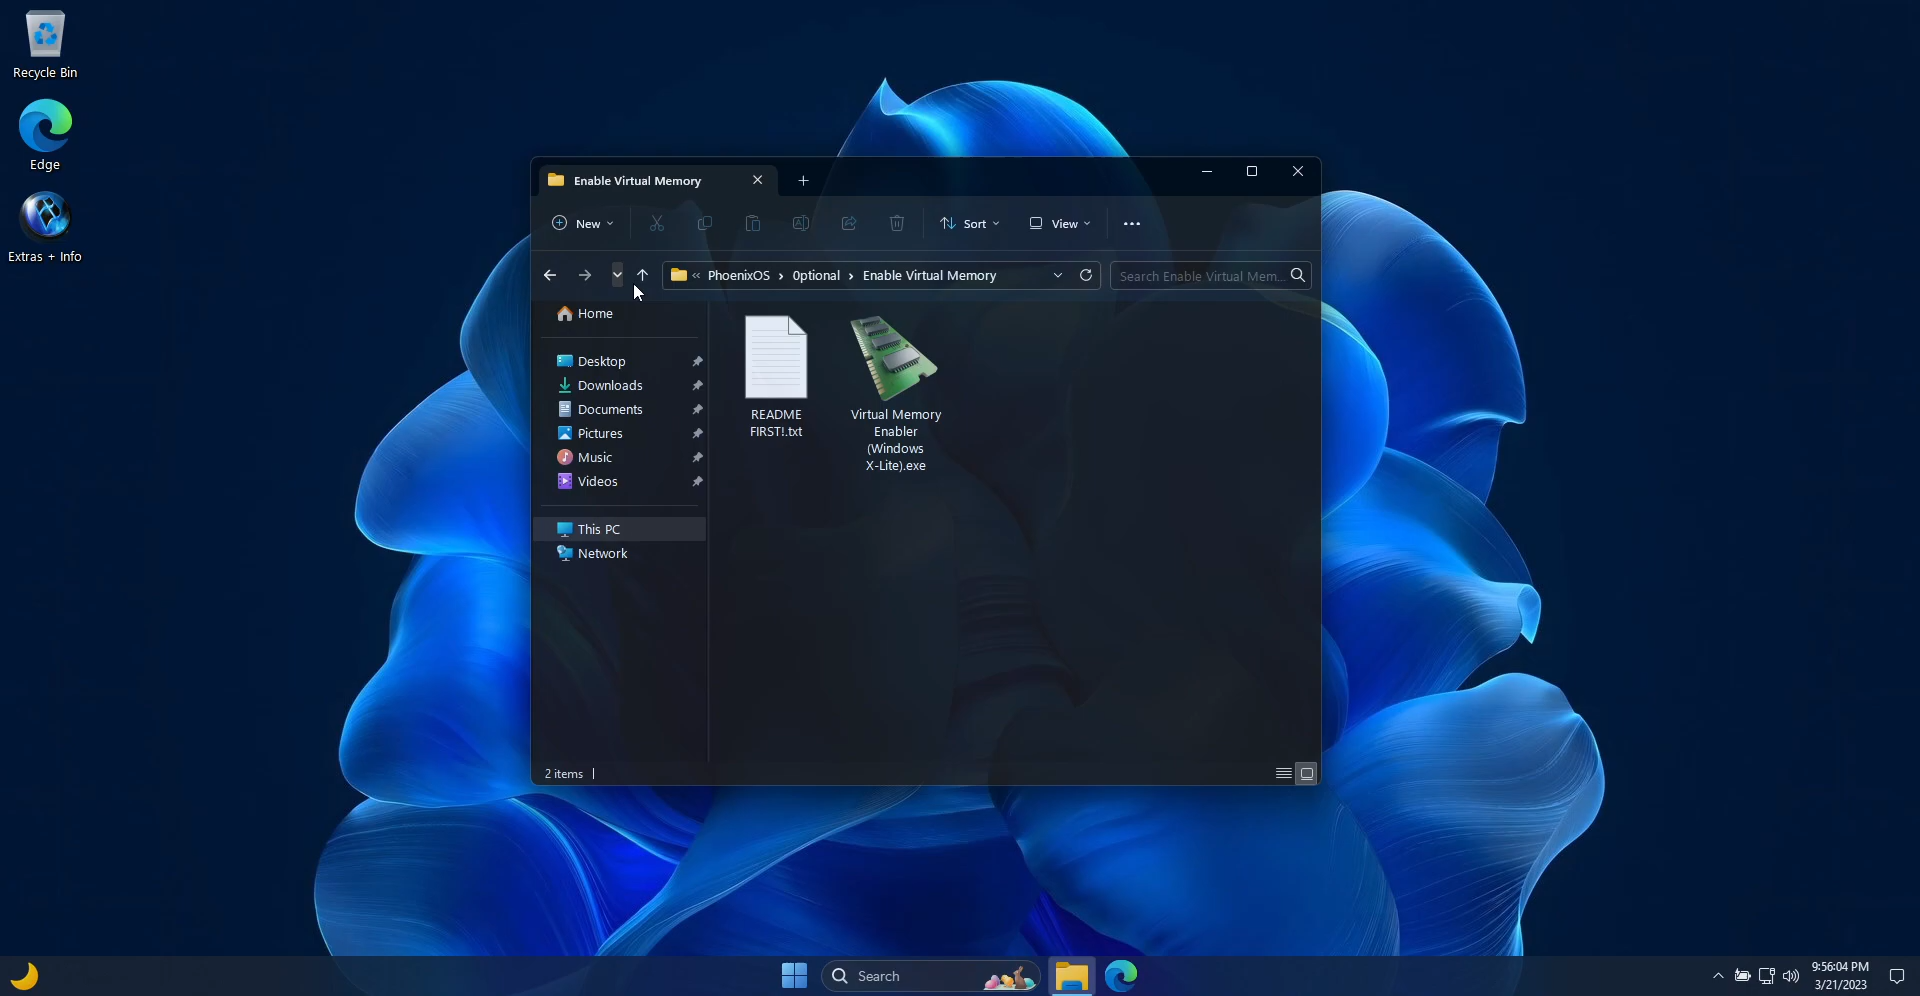 Recycle Bin
Edge
Extras + Info
Enable Virtual Memory
New
Sort
View
PhoenixOS
0ptional
Enable Virtual Memory
Search Enable Virtual Mem...
Home
Desktop
Downloads
Documents
Pictures
Music
Videos
This PC
Network
README
FIRST!.txt
Virtual Memory
Enabler
(Windows
X-Lite).exe
2 items
Search
9:56:04 PM
3/21/2023